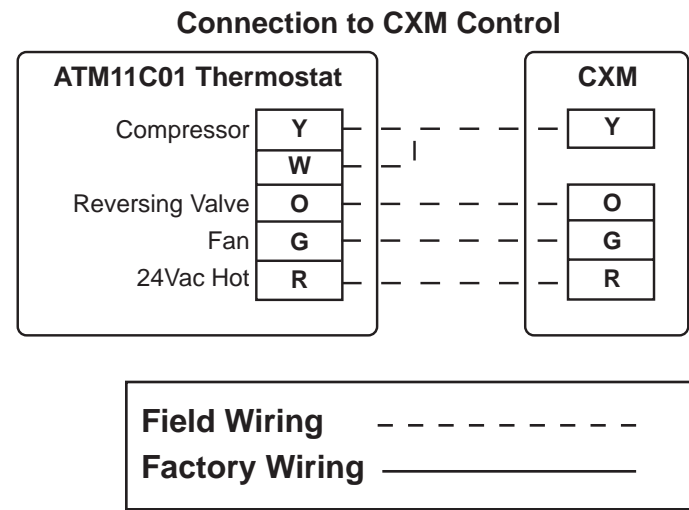 Connection to CXM Control
ATM11C01 Thermostat
CXM
Compressor Y Y
W
Reversing Valve O O
Fan G G
24Vac Hot R R
Field Wiring
Factory Wiring